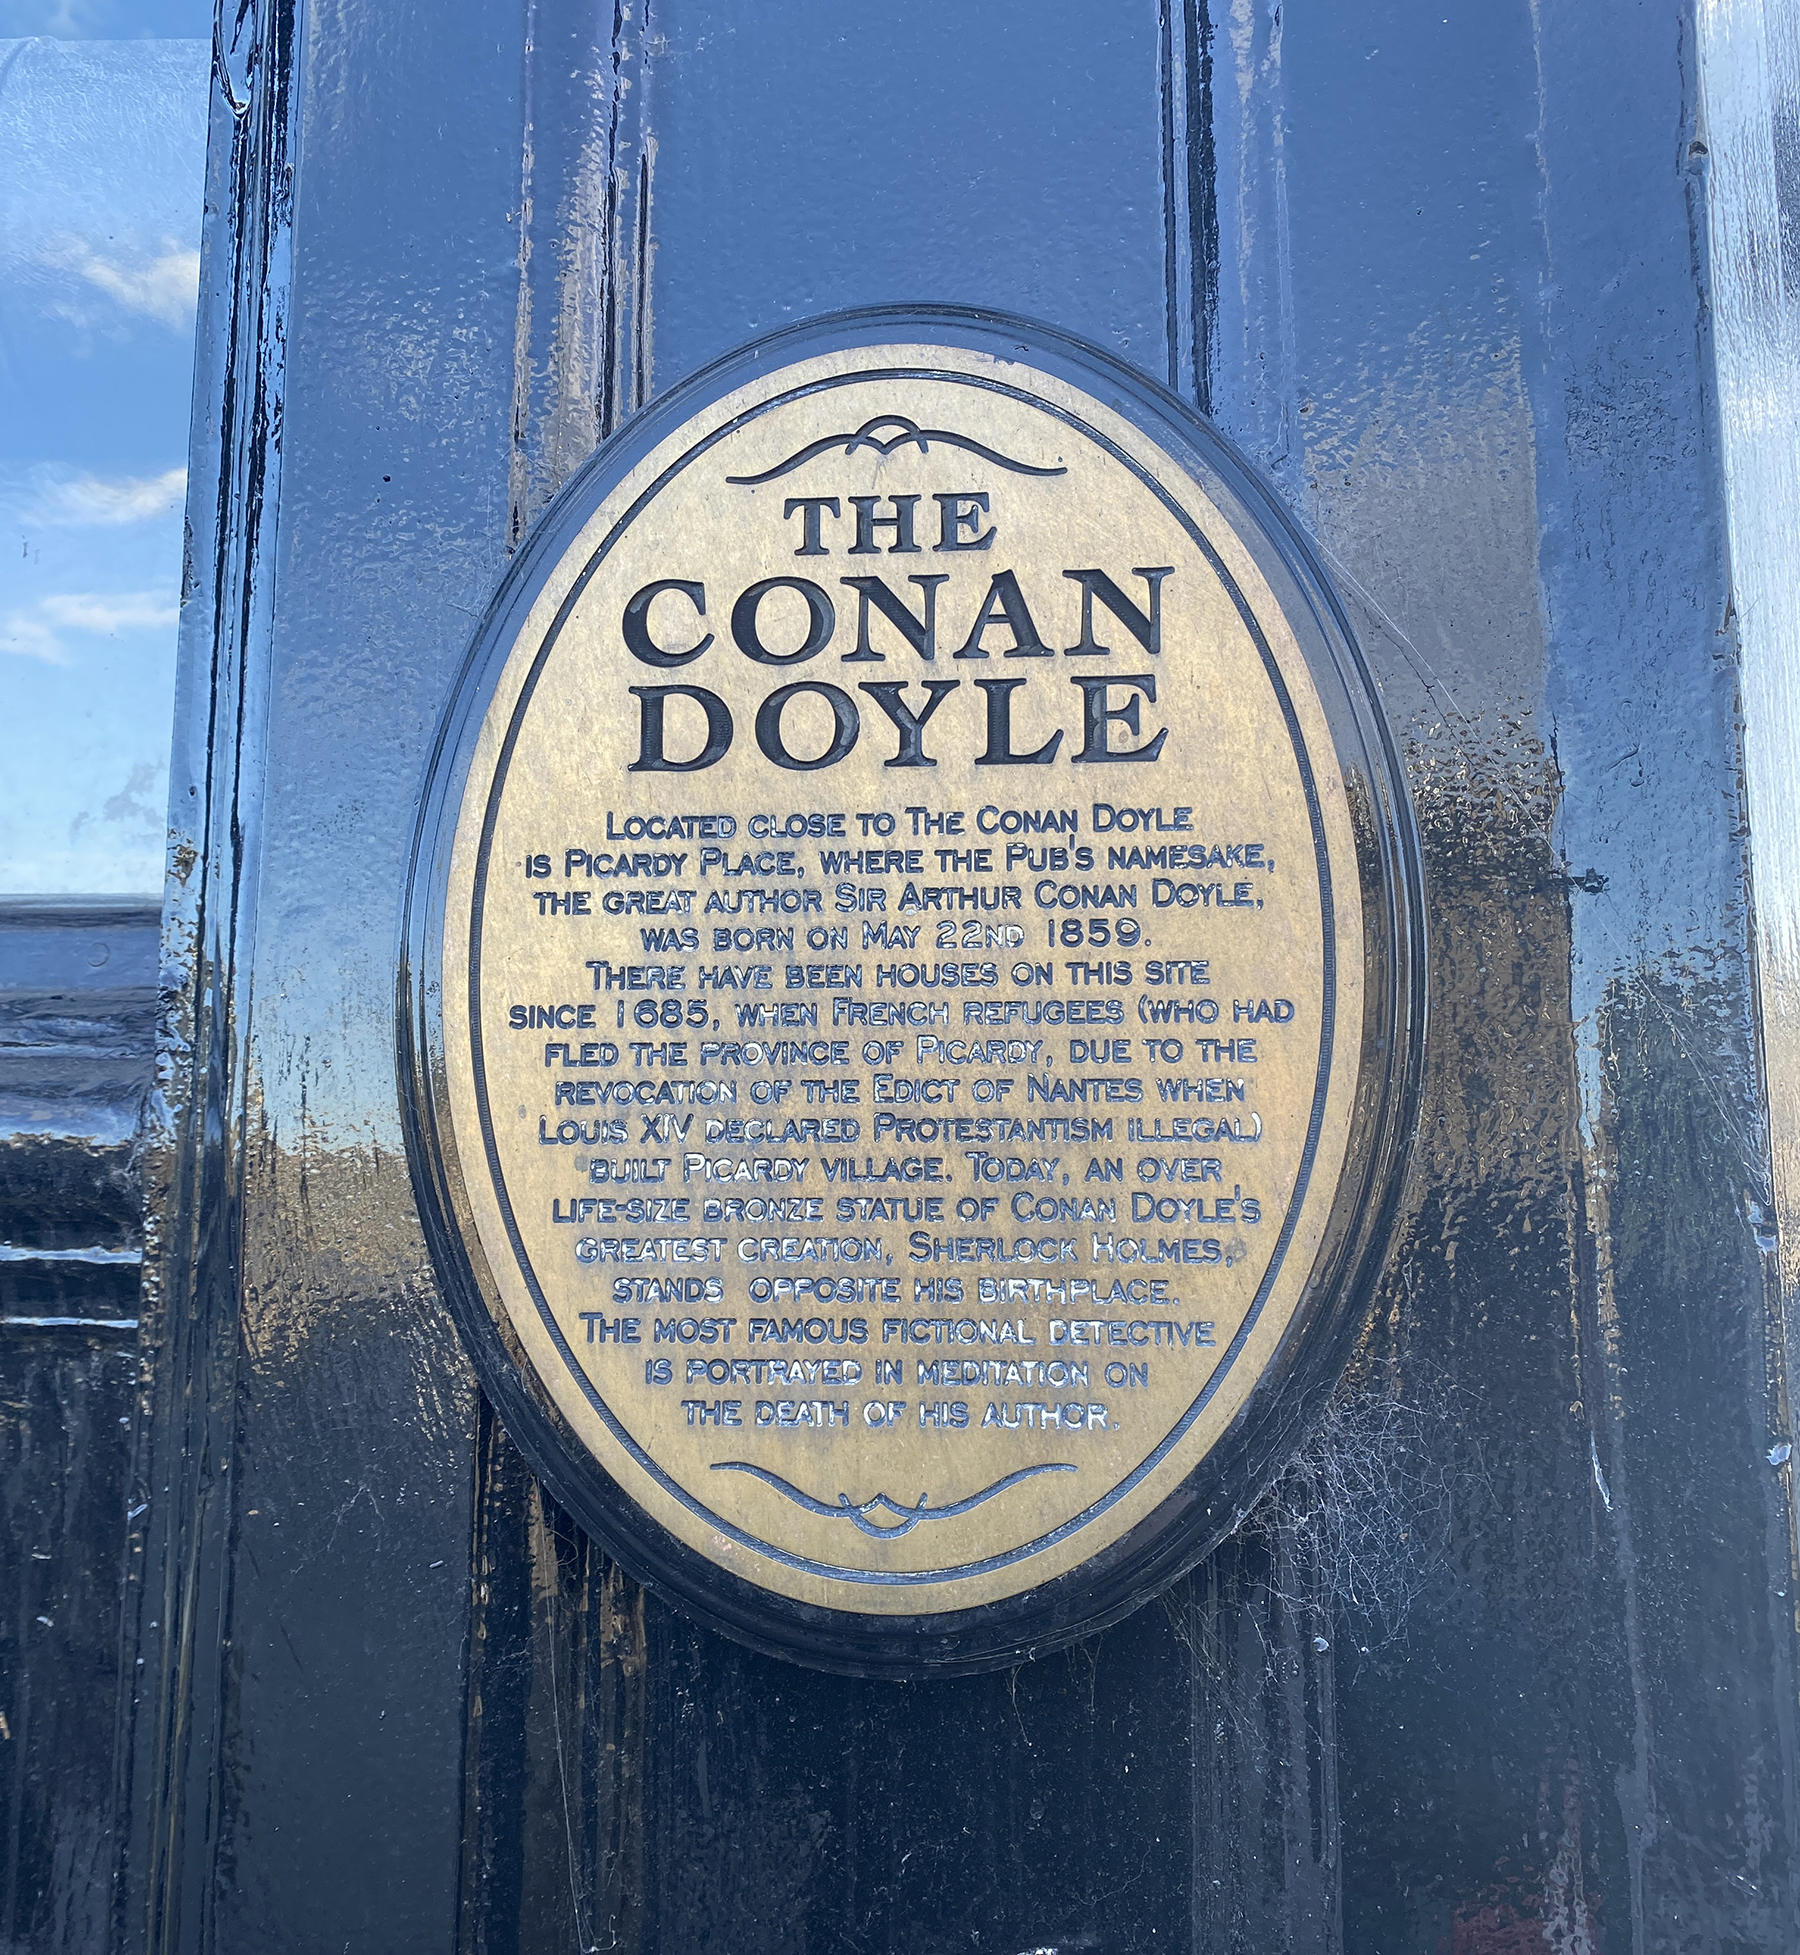 THE
CONAN
DOYLE
LOCATED CLOSE TO THE CONAN DOYLE
IS PICARDY PLACE, WHERE THE PUB'S NAMESAKE,
THE GREAT AUTHOR SIR ARTHUR CONAN DOYLE,
WAS BORN ON MAY 22ND 1859.
THERE HAVE BEEN HOUSES ON THIS SITE
SINCE 1685, WHEN FRENCH REFUGEES (WHO HAD
FLED THE PROVINCE OF PICARDY, DUE TO THE
REVOCATION OF THE EDICT OF NANTES WHEN
LOUIS XIV DECLARED PROTESTANTISM ILLEGAL)
BUILT PICARDY VILLAGE. TODAY, AN OVER
LIFE-SIZE BRONZE STATUE OF CONAN DOYLE'S
GREATEST CREATION, SHERLOCK HOLMES,
STANDS OPPOSITE HIS BIRTHPLACE.
THE MOST FAMOUS FICTIONAL DETECTIVE
IS PORTRAYED IN MEDITATION ON
THE DEATH OF HIS AUTHOR.